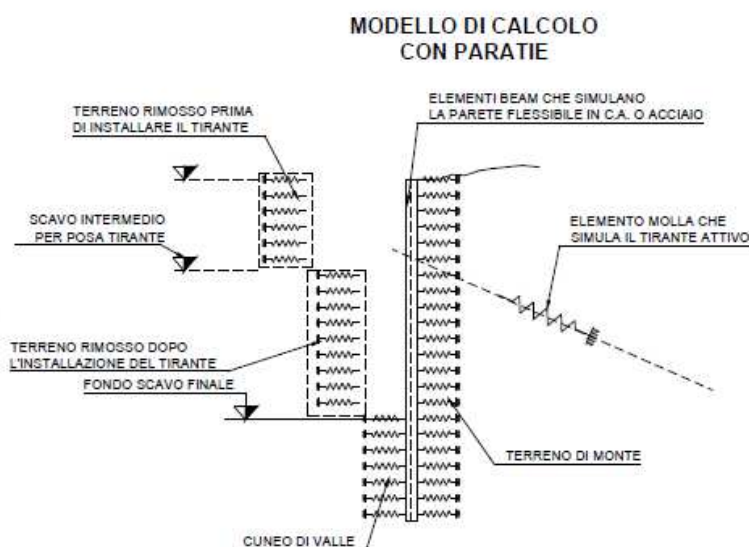 MODELLO DI CALCOLO
CON PARATIE
TERRENO RIMOSSO PRIMA
DI INSTALLARE IL TIRANTE
ELEMENTI BEAM CHE SIMULANO
LA PARETE FLESSIBILE IN C.A. O ACCIAIO
SCAVO INTERMEDIO
PER POSA TIRANTE
ELEMENTO MOLLA CHE
SIMULA IL TIRANTE ATTIVO
TERRENO RIMOSSO DOPO
L'INSTALLAZIONE DEL TIRANTE
FONDO SCAVO FINALE
TERRENO DI MONTE
CUNEO DI VALLE